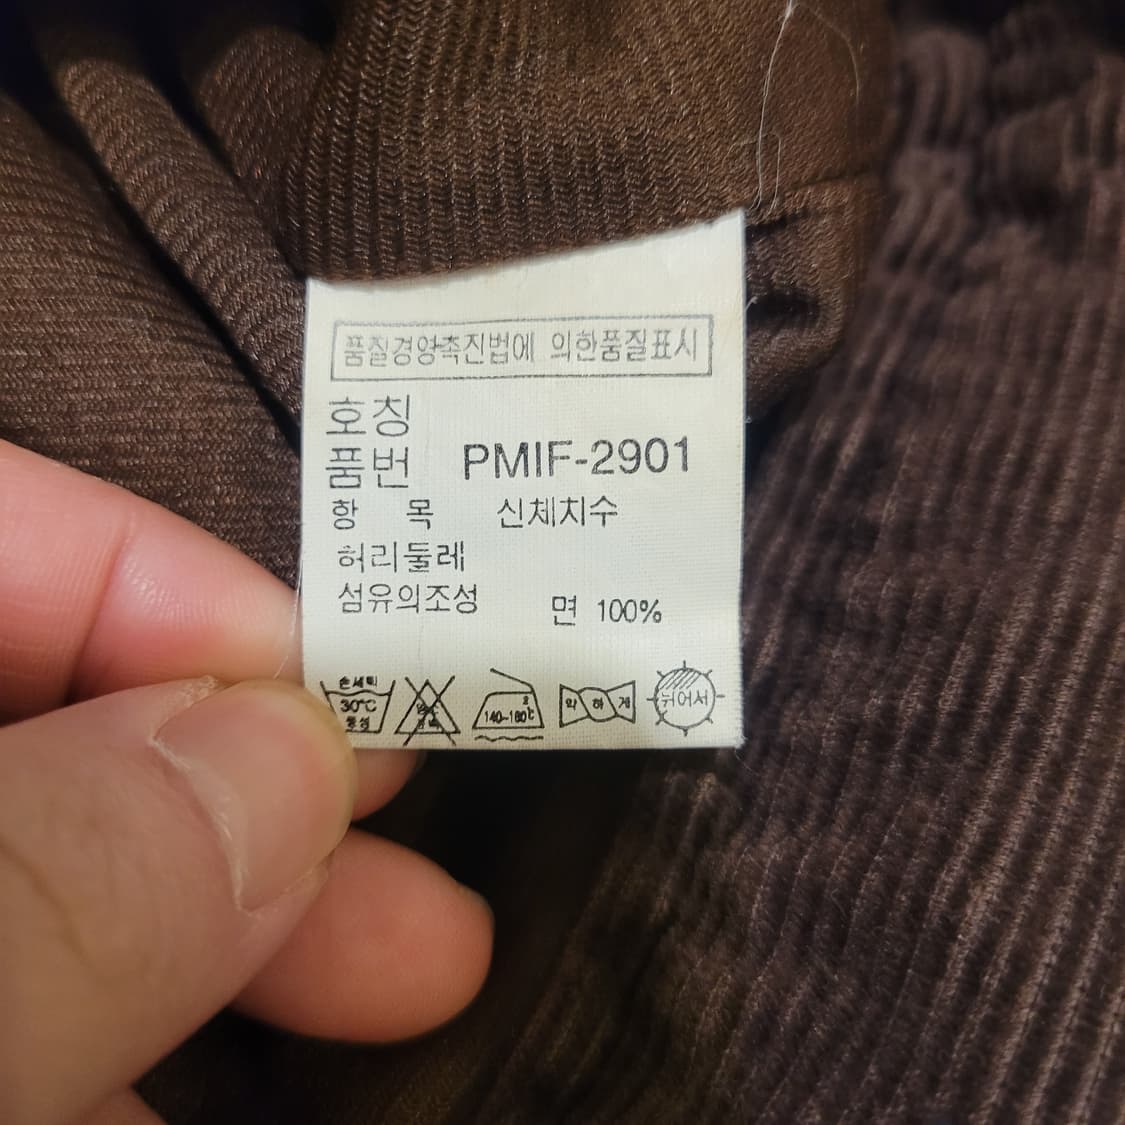 품질경영촉진법에 의한품질표시
호칭
품번 PMIF-2901
항 목 신체치수
허리둘레
섬유의조성 면 100%
손세탁 30℃ 중성
140~160℃ 2
약하게
뉘어서